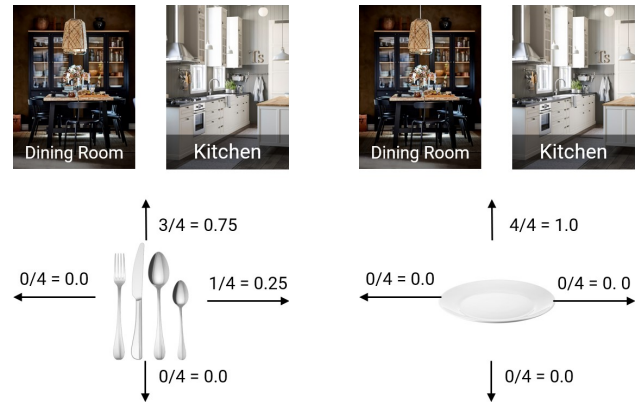 Dining Room
Kitchen
Dining Room
Kitchen
3/4 = 0.75
0/4 = 0.0
1/4 = 0.25
0/4 = 0.0
4/4 = 1.0
0/4 = 0.0
0/4 = 0. 0
0/4 = 0.0